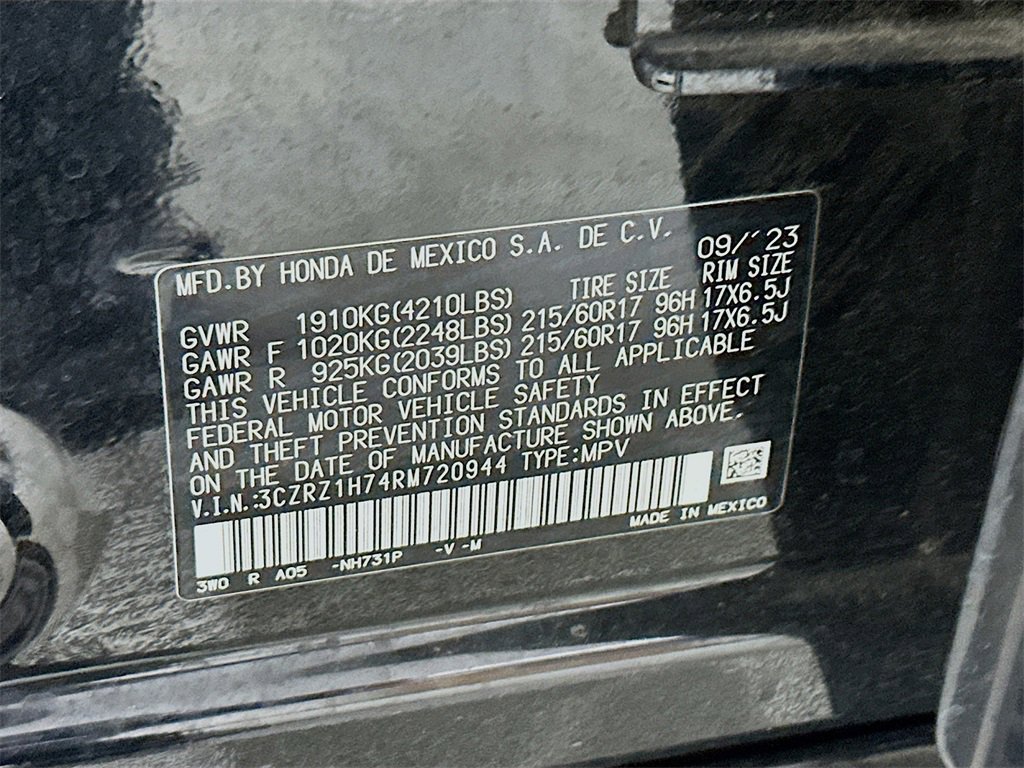 MFD.BY HONDA DE MEXICO S.A. DE C.V. 09/´23
TIRE SIZE RIM SIZE
GVWR 1910KG(4210LBS)
GAWR F 1020KG(2248LBS) 215/60R17 96H 17X6.5J
GAWR R 925KG(2039LBS) 215/60R17 96H 17X6.5J
THIS VEHICLE CONFORMS TO ALL APPLICABLE
FEDERAL MOTOR VEHICLE SAFETY
AND THEFT PREVENTION STANDARDS IN EFFECT
ON THE DATE OF MANUFACTURE SHOWN ABOVE.
V.I.N.:3CZRZ1H74RM720944 TYPE:MPV
MADE IN MEXICO
3W0 R A05 -NH731P -V -M